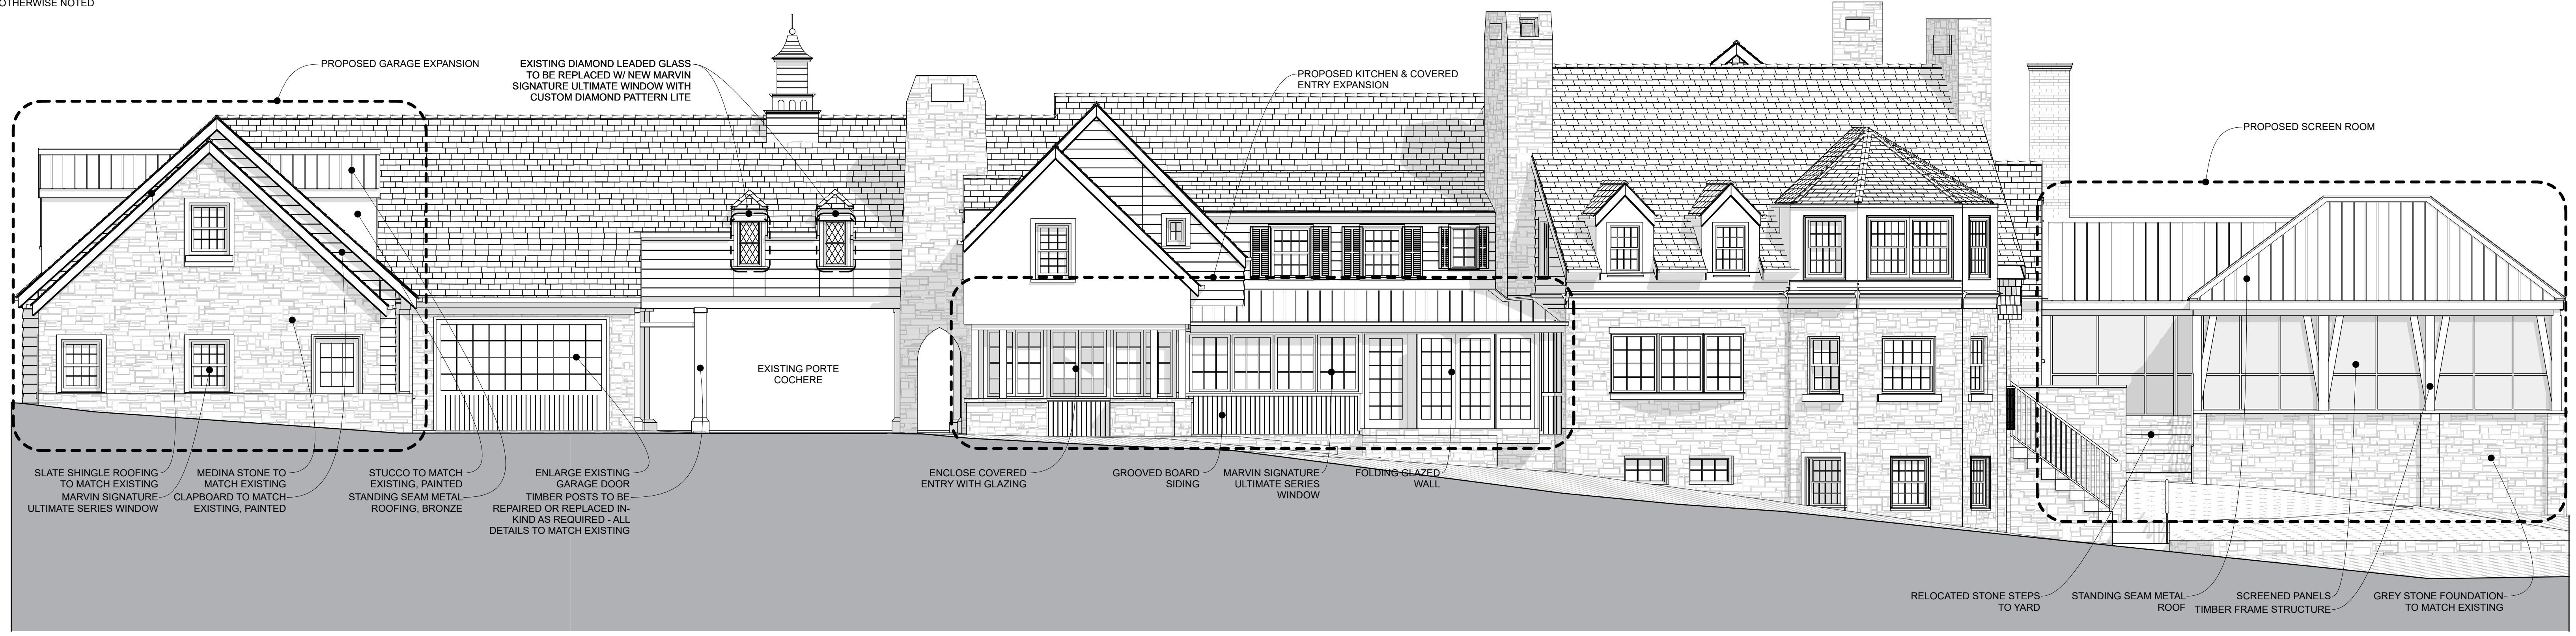 OTHERWISE NOTED
PROPOSED GARAGE EXPANSION
EXISTING DIAMOND LEADED GLASS
TO BE REPLACED W/ NEW MARVIN
SIGNATURE ULTIMATE WINDOW WITH
CUSTOM DIAMOND PATTERN LITE
PROPOSED KITCHEN & COVERED
ENTRY EXPANSION
PROPOSED SCREEN ROOM
EXISTING PORTE
COCHERE
SLATE SHINGLE ROOFING
TO MATCH EXISTING
MARVIN SIGNATURE
ULTIMATE SERIES WINDOW
MEDINA STONE TO
MATCH EXISTING
CLAPBOARD TO MATCH
EXISTING, PAINTED
STUCCO TO MATCH
EXISTING, PAINTED
STANDING SEAM METAL
ROOFING, BRONZE
ENLARGE EXISTING
GARAGE DOOR
TIMBER POSTS TO BE
REPAIRED OR REPLACED IN-
KIND AS REQUIRED - ALL
DETAILS TO MATCH EXISTING
ENCLOSE COVERED
ENTRY WITH GLAZING
GROOVED BOARD
SIDING
MARVIN SIGNATURE
ULTIMATE SERIES
WINDOW
FOLDING GLAZED
WALL
RELOCATED STONE STEPS
TO YARD
STANDING SEAM METAL
ROOF
SCREENED PANELS
TIMBER FRAME STRUCTURE
GREY STONE FOUNDATION
TO MATCH EXISTING